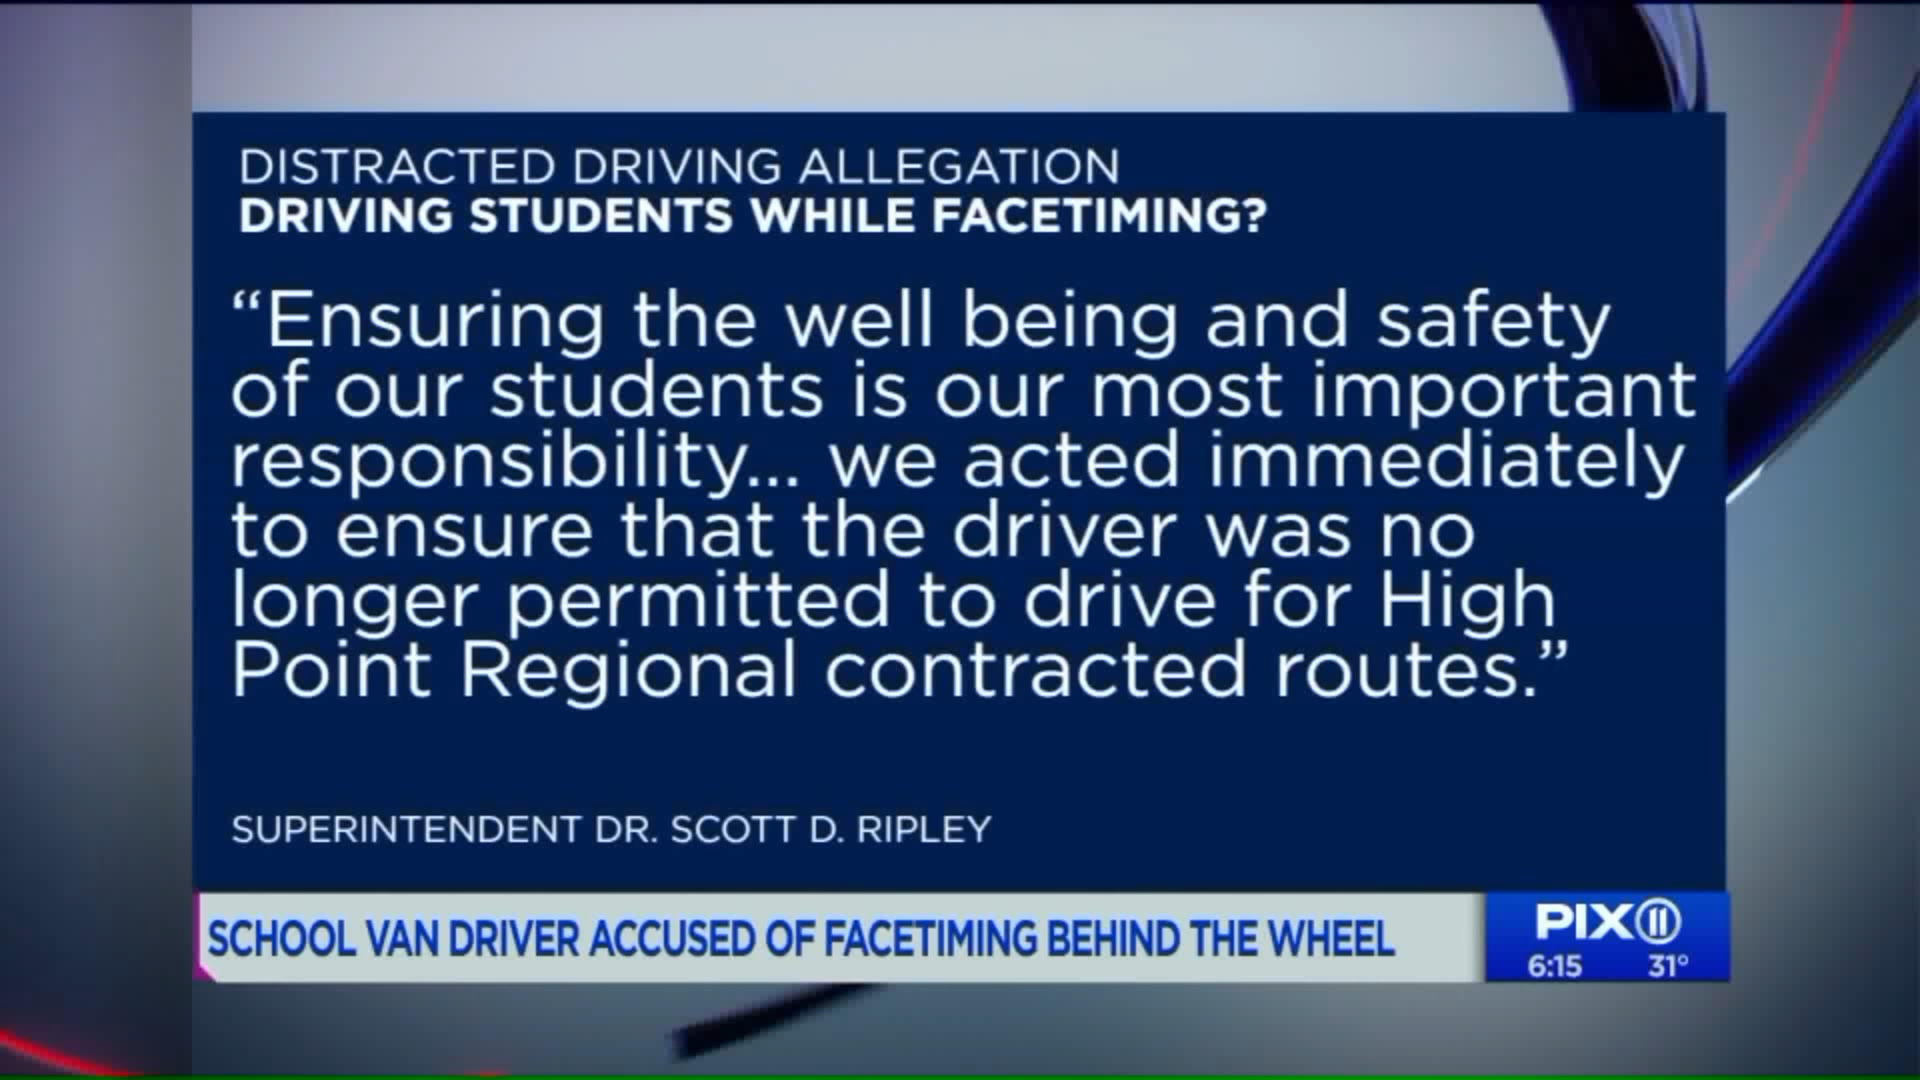 DISTRACTED DRIVING ALLEGATION
DRIVING STUDENTS WHILE FACETIMING?
“Ensuring the well being and safety
of our students is our most important
responsibility... we acted immediately
to ensure that the driver was no
longer permitted to drive for High
Point Regional contracted routes.”
SUPERINTENDENT DR. SCOTT D. RIPLEY
SCHOOL VAN DRIVER ACCUSED OF FACETIMING BEHIND THE WHEEL
PIX11
6:15 31°